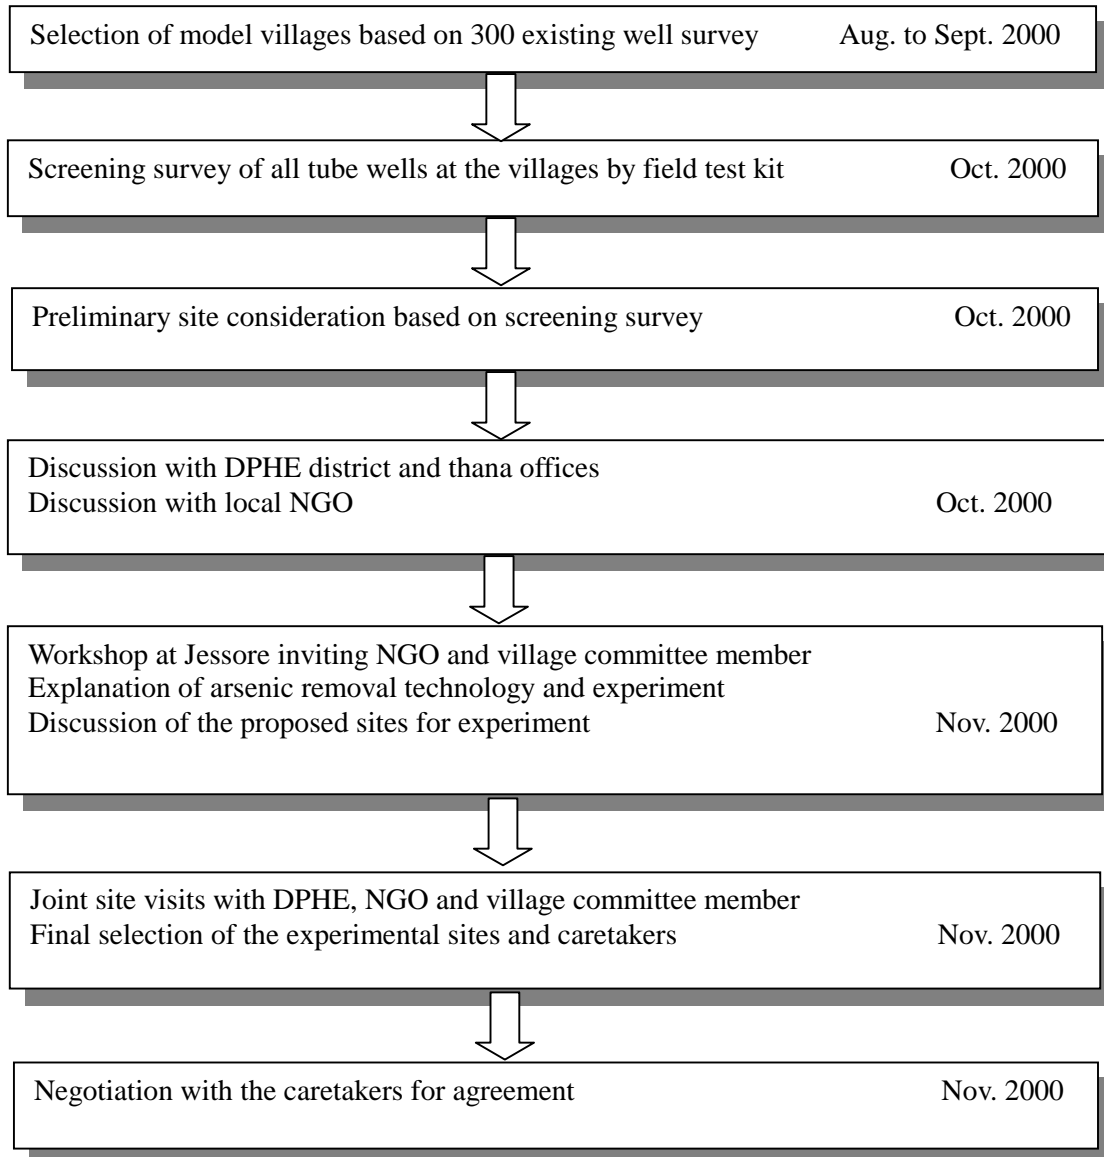 Selection of model villages based on 300 existing well survey Aug. to Sept. 2000
Screening survey of all tube wells at the villages by field test kit Oct. 2000
Preliminary site consideration based on screening survey Oct. 2000
Discussion with DPHE district and thana offices
Discussion with local NGO Oct. 2000
Workshop at Jessore inviting NGO and village committee member
Explanation of arsenic removal technology and experiment
Discussion of the proposed sites for experiment Nov. 2000
Joint site visits with DPHE, NGO and village committee member
Final selection of the experimental sites and caretakers Nov. 2000
Negotiation with the caretakers for agreement Nov. 2000